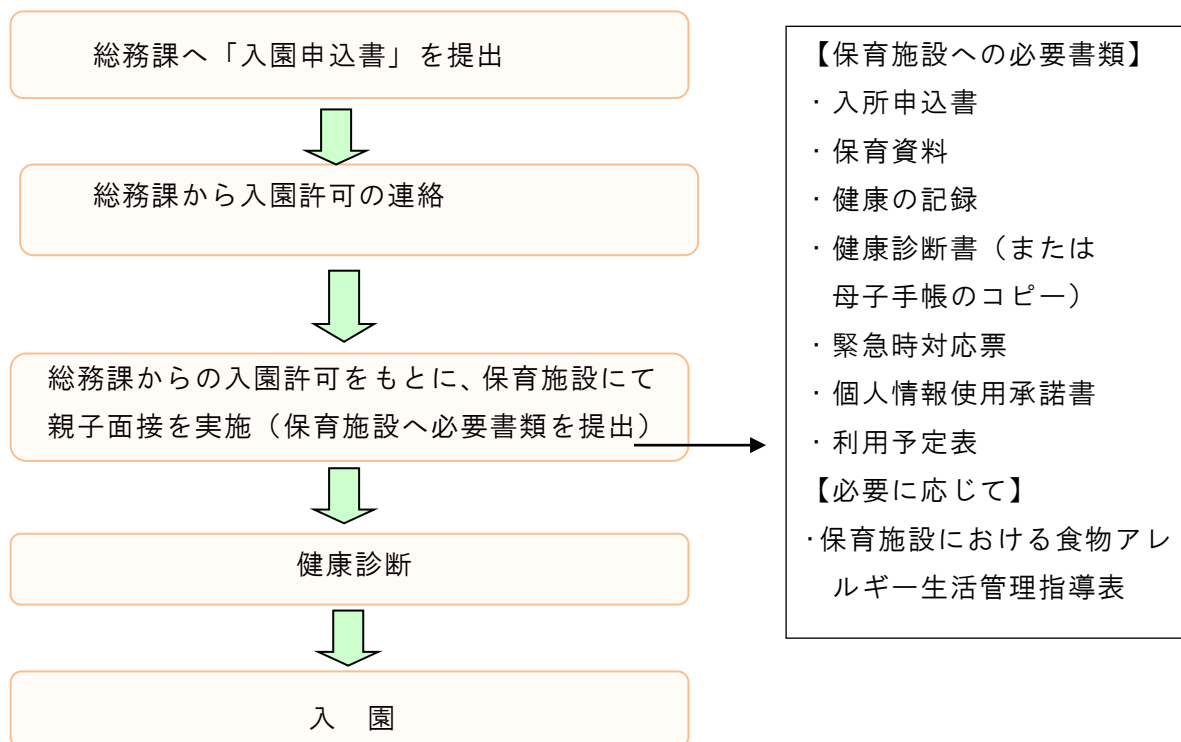 総務課へ「入園申込書」を提出
総務課から入園許可の連絡
総務課からの入園許可をもとに、保育施設にて
親子面接を実施（保育施設へ必要書類を提出）
健康診断
入　園
【保育施設への必要書類】
・入所申込書
・保育資料
・健康の記録
・健康診断書（または
母子手帳のコピー）
・緊急時対応票
・個人情報使用承諾書
・利用予定表
【必要に応じて】
・保育施設における食物アレ
ルギー生活管理指導表